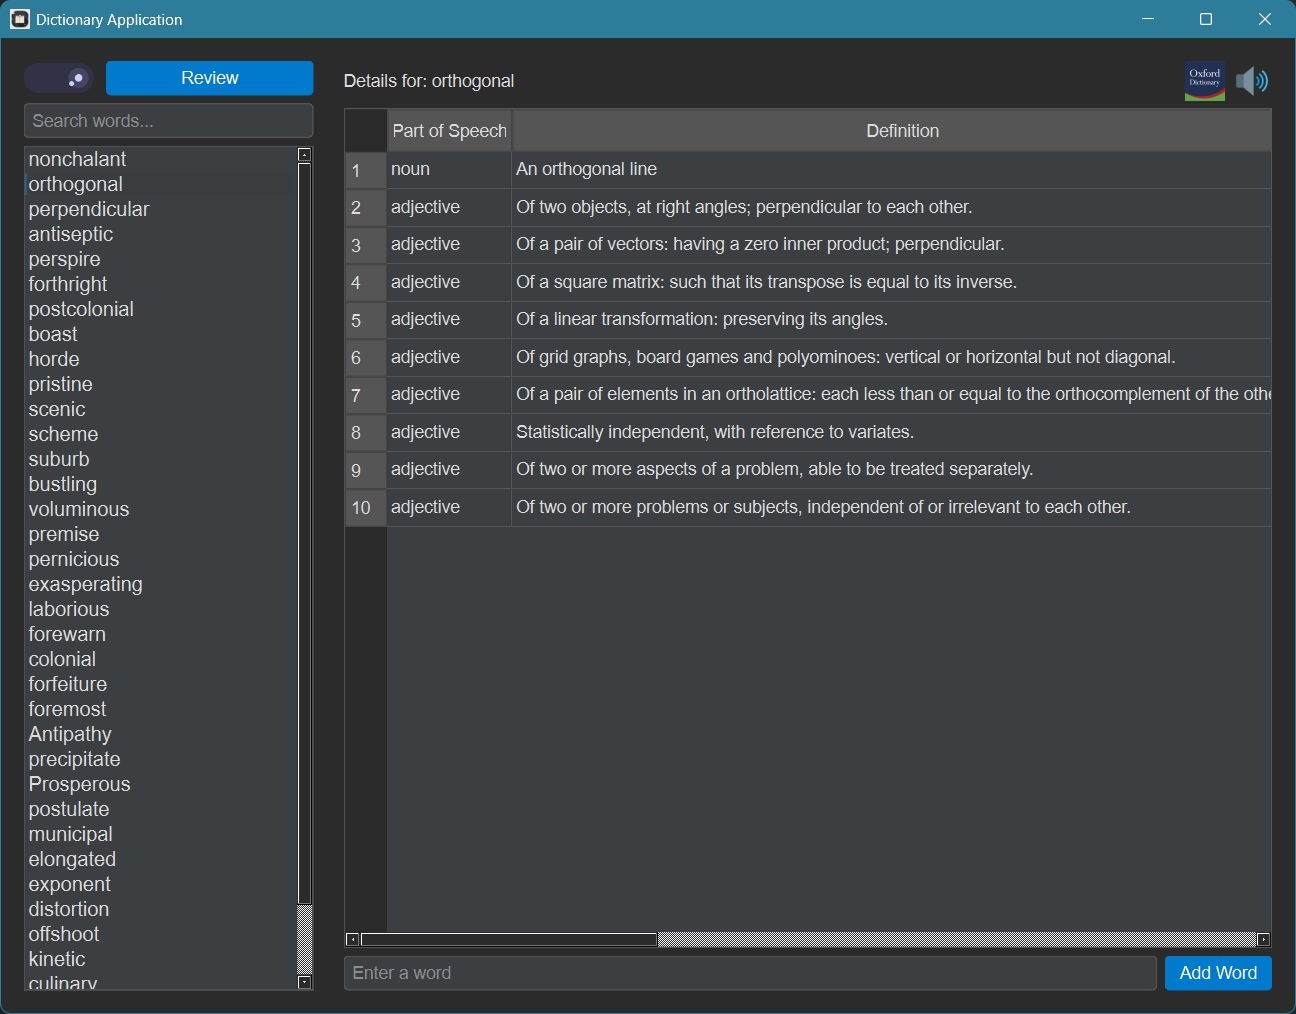 Dictionary Application
Review
Search words...
nonchalant
orthogonal
perpendicular
antiseptic
perspire
forthright
postcolonial
boast
horde
pristine
scenic
scheme
suburb
bustling
voluminous
premise
pernicious
exasperating
laborious
forewarn
colonial
forfeiture
foremost
Antipathy
precipitate
Prosperous
postulate
municipal
elongated
exponent
distortion
offshoot
kinetic
culinary
Details for: orthogonal
Oxford
Dictionary
Part of Speech Definition
1 noun An orthogonal line
2 adjective Of two objects, at right angles; perpendicular to each other.
3 adjective Of a pair of vectors: having a zero inner product; perpendicular.
4 adjective Of a square matrix: such that its transpose is equal to its inverse.
5 adjective Of a linear transformation: preserving its angles.
6 adjective Of grid graphs, board games and polyominoes: vertical or horizontal but not diagonal.
7 adjective Of a pair of elements in an ortholattice: each less than or equal to the orthocomplement of the othe
8 adjective Statistically independent, with reference to variates.
9 adjective Of two or more aspects of a problem, able to be treated separately.
10 adjective Of two or more problems or subjects, independent of or irrelevant to each other.
Enter a word
Add Word